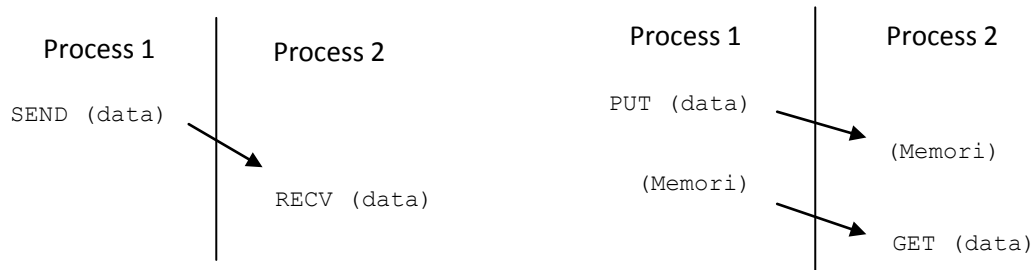 Process 1
Process 2
SEND (data)
RECV (data)
Process 1
Process 2
PUT (data)
(Memori)
(Memori)
GET (data)